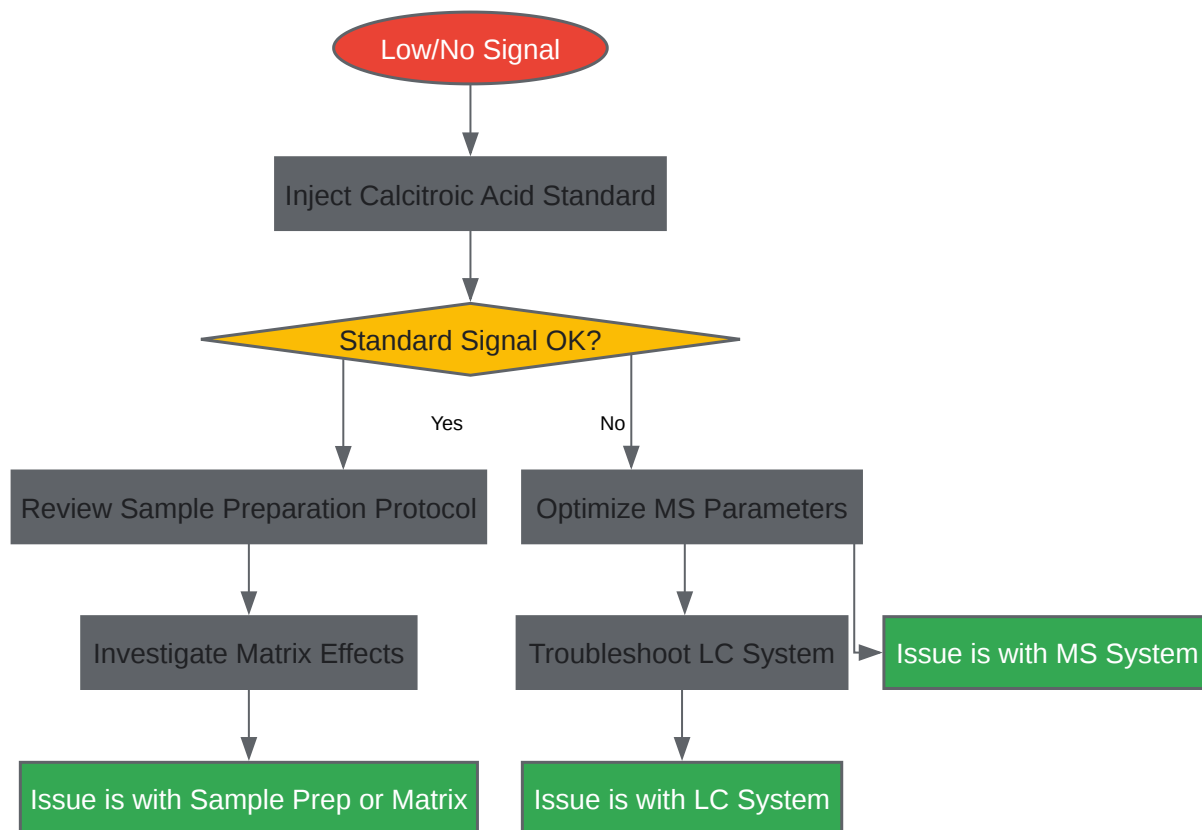 Low/No Signal
Inject Calcitroic Acid Standard
Standard Signal OK?
Yes
No
Review Sample Preparation Protocol
Optimize MS Parameters
Investigate Matrix Effects
Troubleshoot LC System
Issue is with MS System
Issue is with Sample Prep or Matrix
Issue is with LC System